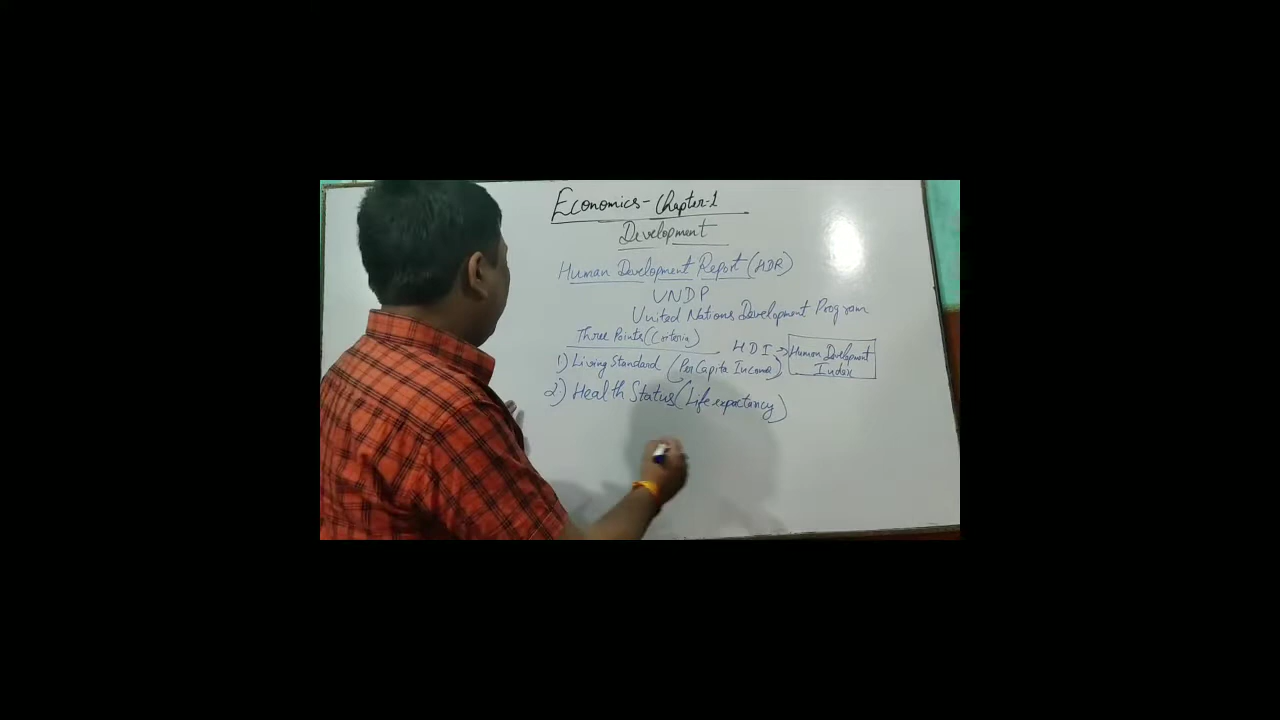 Economics- Chapter-1
Development
Human Development Report (HDR)
UNDP
United Nations Development Program
Three Points (Criteria)
HDI → Human Development Index
1) Living Standard (Per Capita Income)
2) Health Status (Life expectancy)